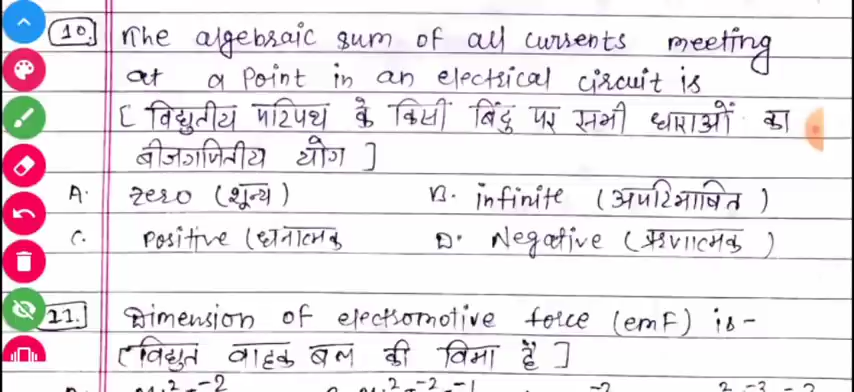 10. The algebraic sum of all currents meeting
at a point in an electrical circuit is
[ विद्युतीय परिपथ के किसी बिंदु पर सभी धाराओं का
बीजगणितीय योग ]
A. zero (शून्य) B. infinite (अपरिभाषित )
C. Positive (धनात्मक D. Negative (ऋणात्मक )
11. Dimension of electromotive force (emf) is -
[विद्युत वाहक बल की विमा है ]